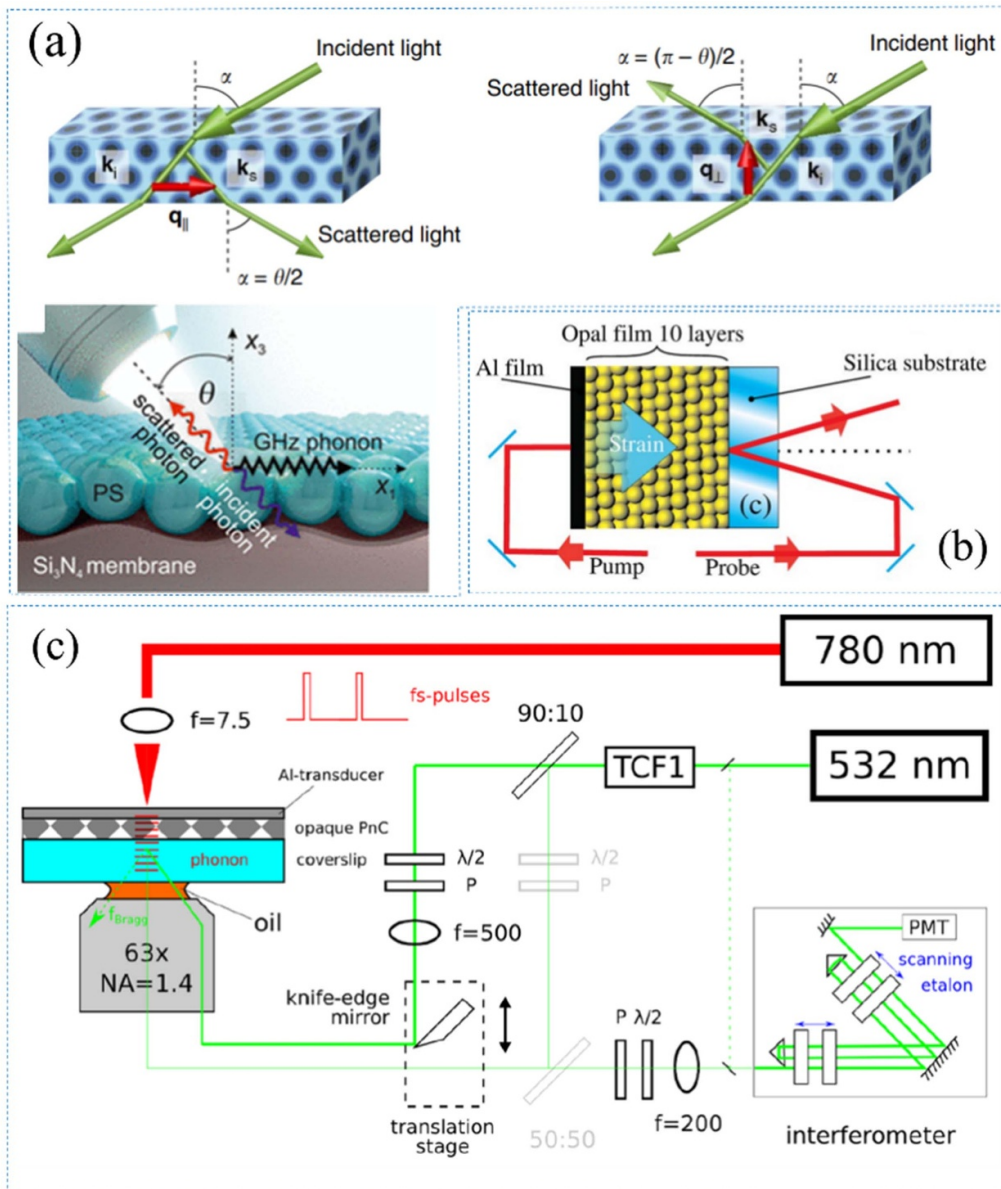 (a)
Incident light
α
k_i
k_s
q_∥
Scattered light
α = θ/2
α = (π − θ)/2
Incident light
Scattered light
α
k_s
q_⊥
k_i
X_3
θ
scattered
photon
GHz phonon
X_1
PS
incident
photon
Si_3N_4 membrane
Opal film 10 layers
Al film
Silica substrate
Strain
(c)
Pump
Probe
(b)
(c)
780 nm
fs-pulses
f=7.5
90:10
TCF1
532 nm
Al-transducer
opaque PnC
phonon
coverslip
λ/2
P
λ/2
P
f_Bragg
oil
f=500
63x
NA=1.4
knife-edge
mirror
PMT
scanning
etalon
P λ/2
translation
stage
50:50
f=200
interferometer